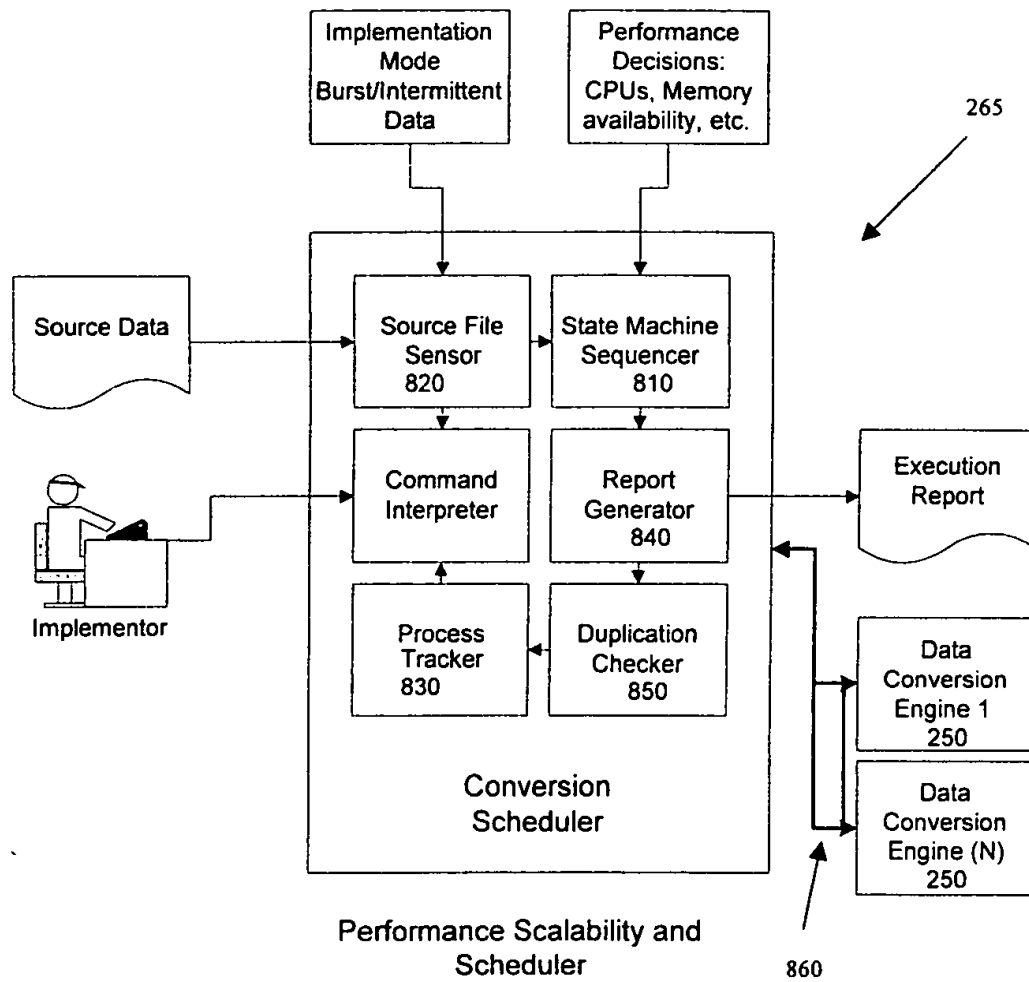 Implementation
Mode
Burst/Intermittent
Data
Performance
Decisions:
CPUs, Memory
availability, etc.
265
Source Data
Source File
Sensor
820
State Machine
Sequencer
810
Command
Interpreter
Report
Generator
840
Execution
Report
Implementor
Process
Tracker
830
Duplication
Checker
850
Data
Conversion
Engine 1
250
Conversion
Scheduler
Data
Conversion
Engine (N)
250
Performance Scalability and
Scheduler
860